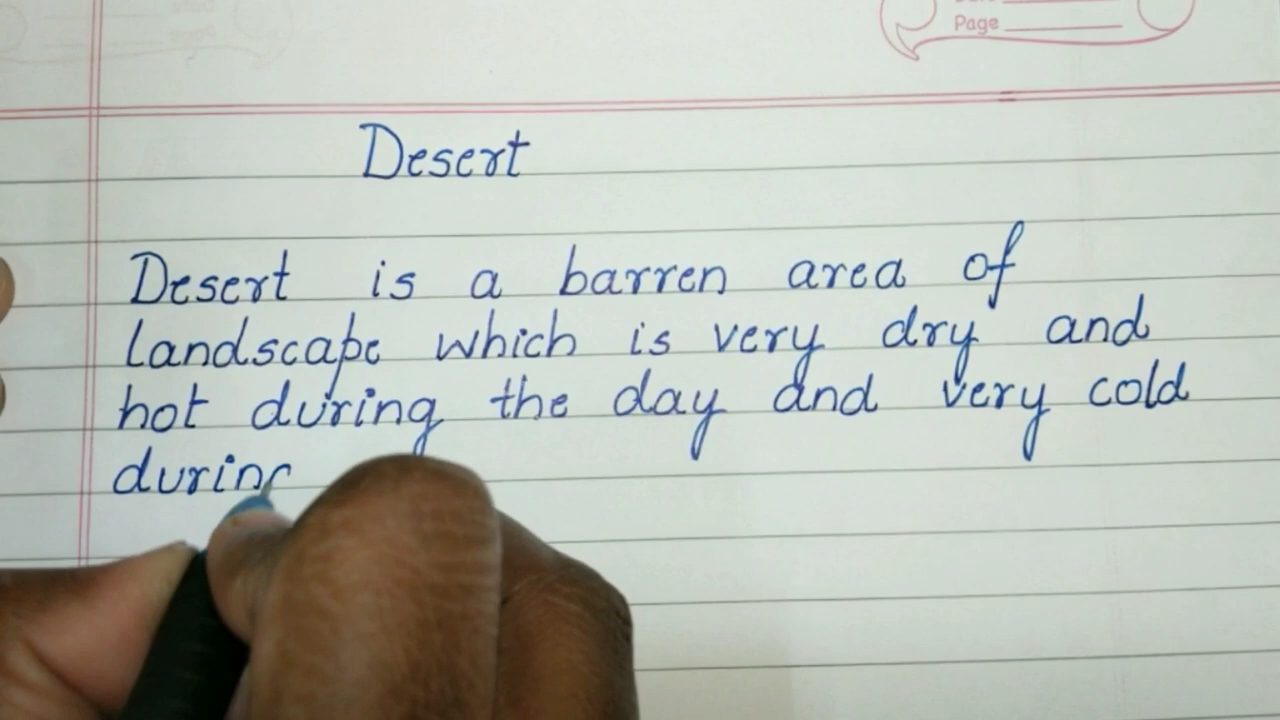 Page
Desert
Desert is a barren area of
landscape which is very dry and
hot during the day and very cold
durin